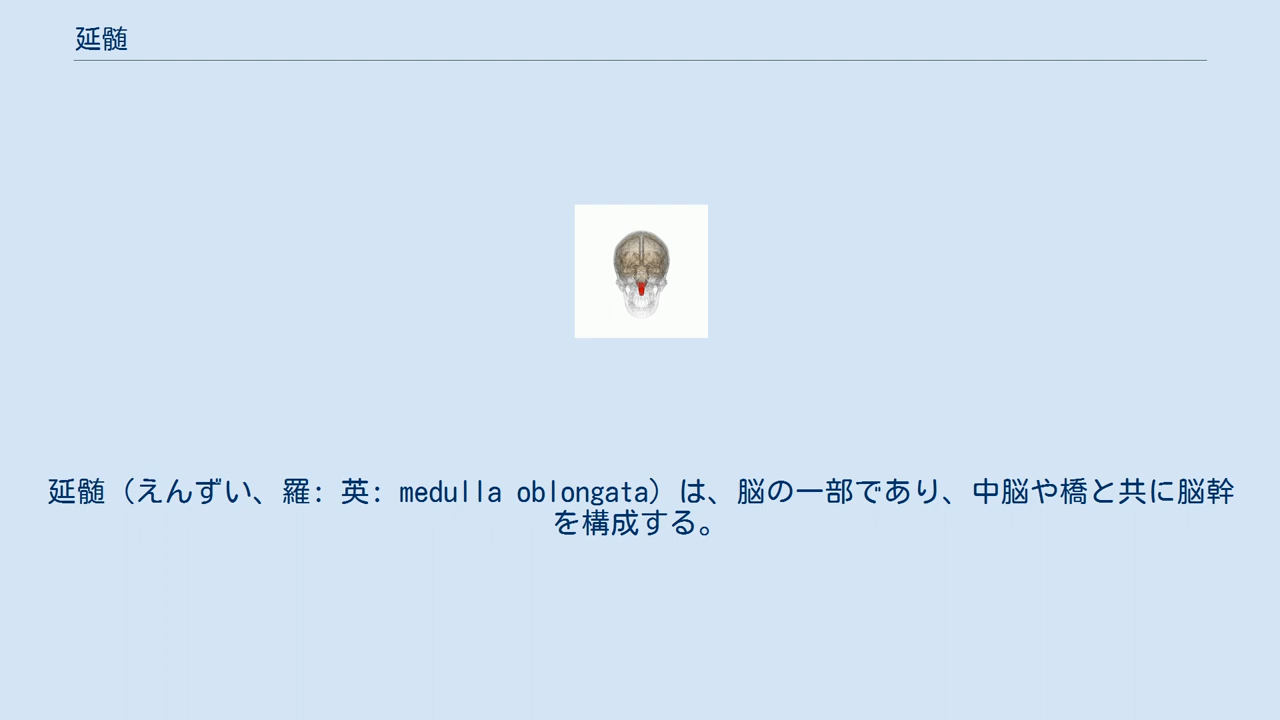 延髄
延髄（えんずい、羅: 英: medulla oblongata）は、脳の一部であり、中脳や橋と共に脳幹
を構成する。